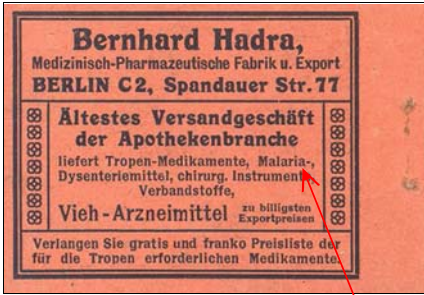 Bernhard Hadra,
Medizinisch-Pharmazeutische Fabrik u. Export
BERLIN C2, Spandauer Str. 77
Ältestes Versandgeschäft
der Apothekenbranche
liefert Tropen-Medikamente, Malaria-,
Dysenteriemittel, chirurg. Instrumente,
Verbandstoffe,
Vieh-Arzneimittel zu billigsten
Exportpreisen
Verlangen Sie gratis und franko Preisliste der
für die Tropen erforderlichen Medikamente.